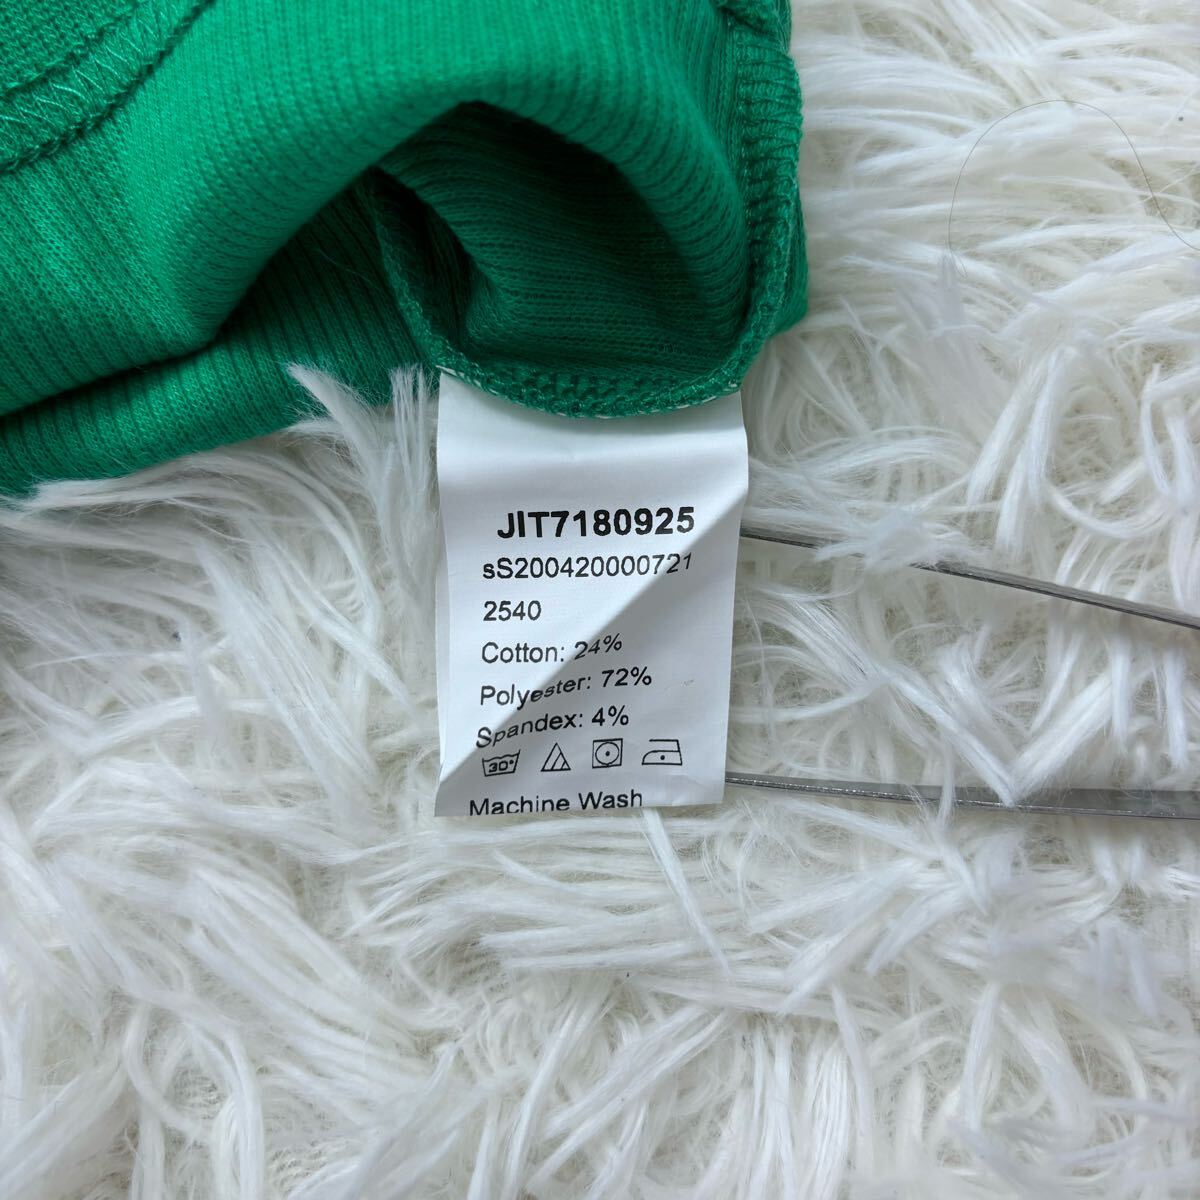 JIT7180925
sS200420000721
2540
Cotton: 24%
Polyester: 72%
Spandex: 4%
30°
Machine Wash